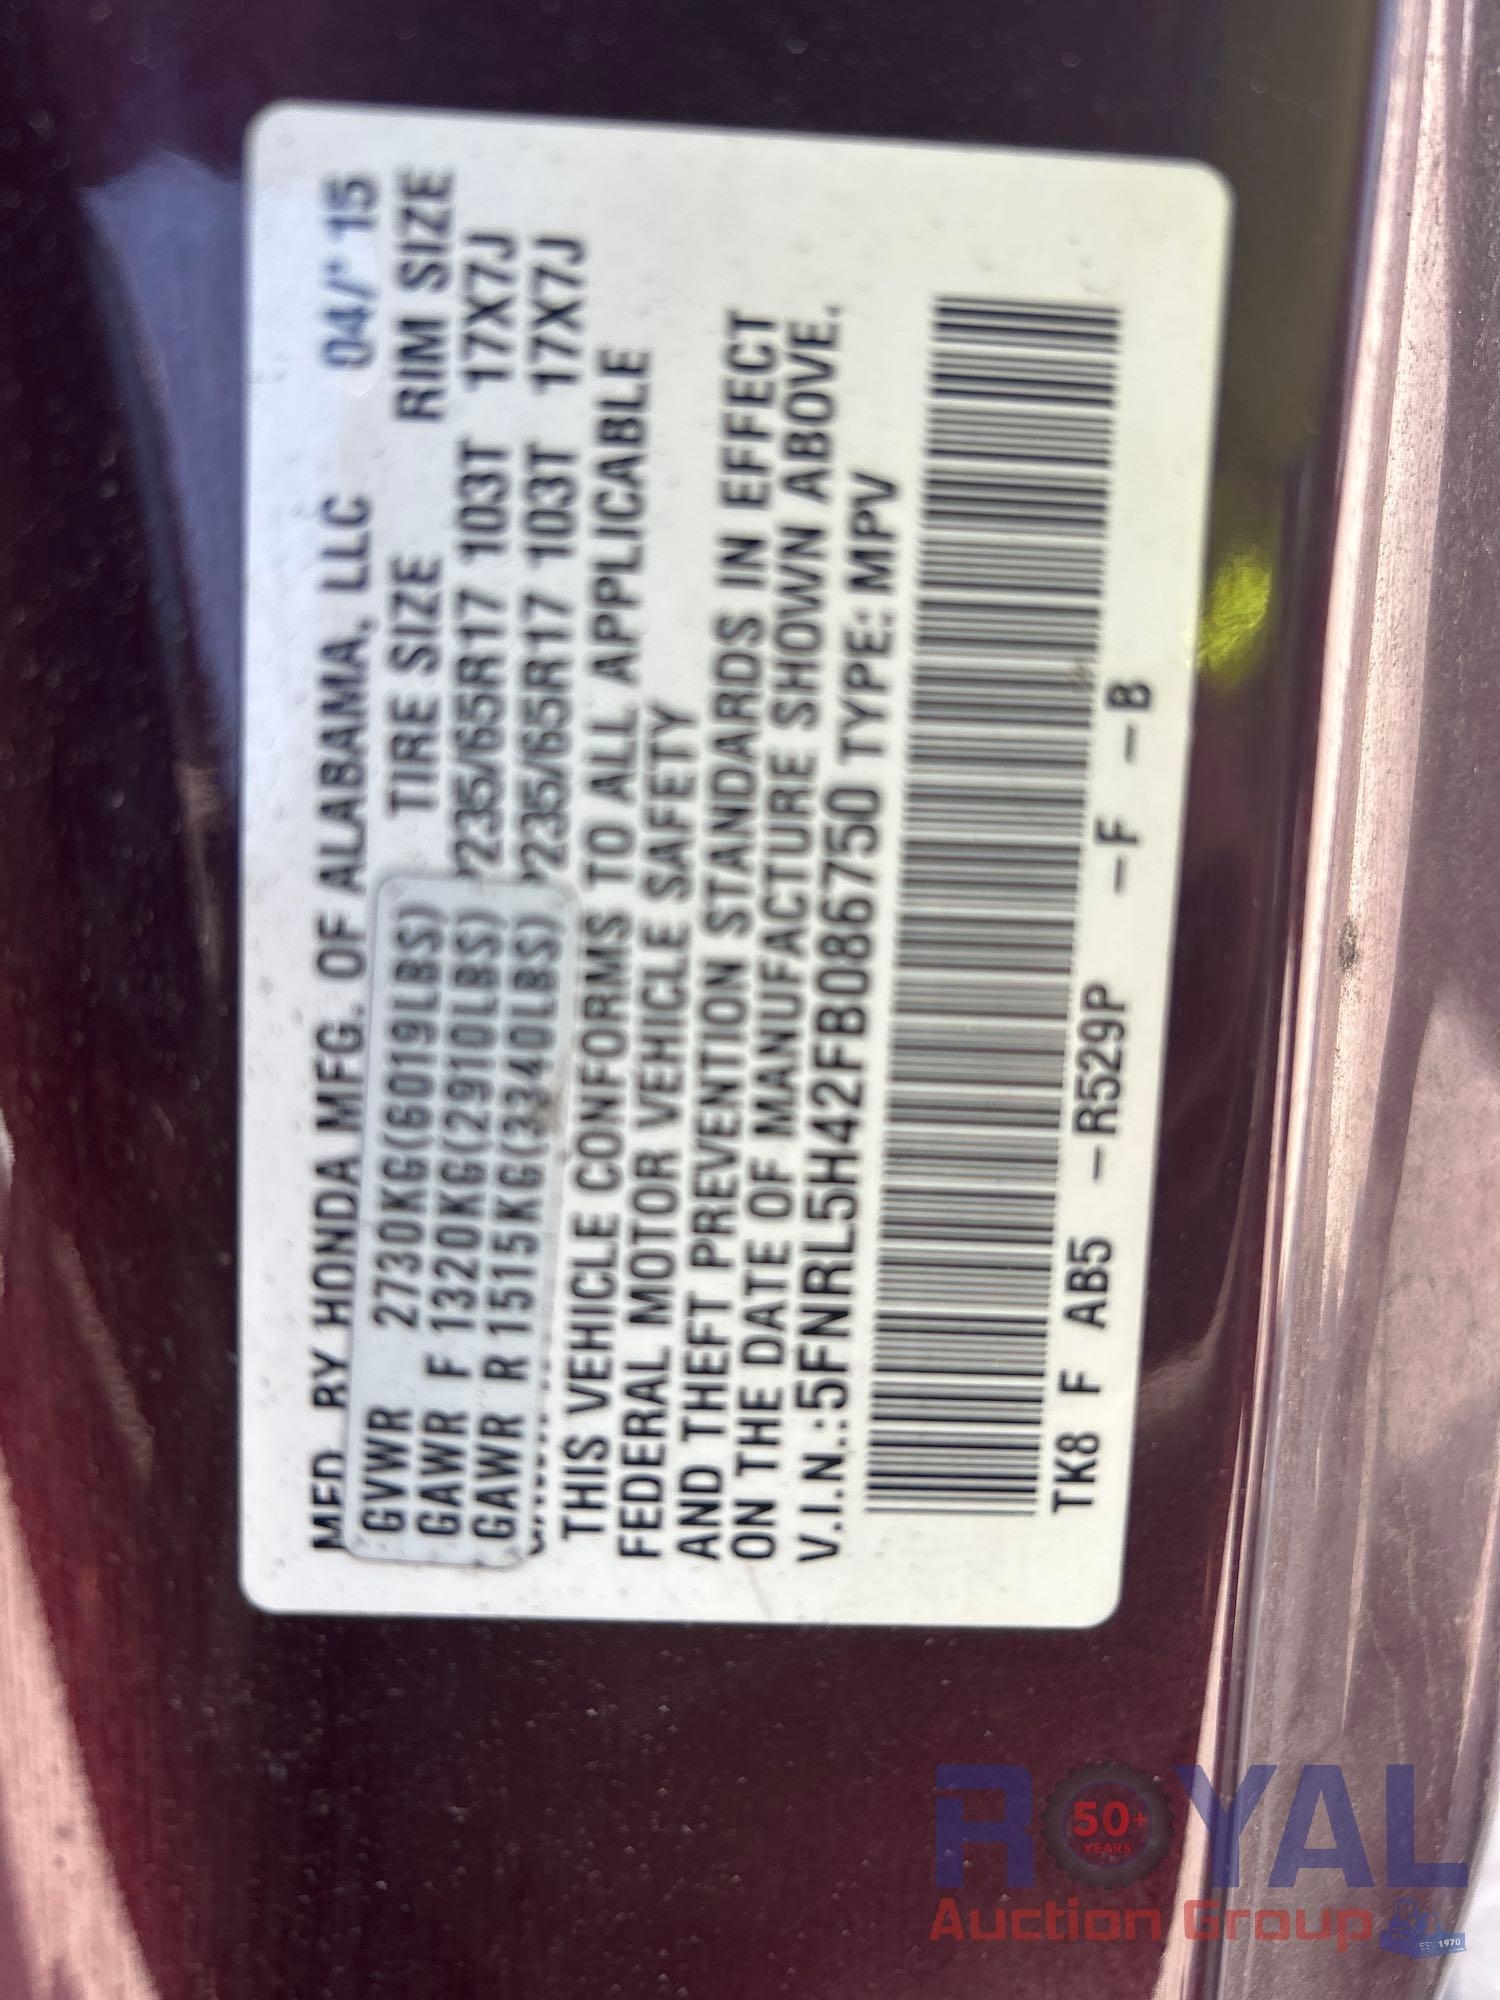 MFD. BY HONDA MFG. OF ALABAMA, LLC 04/'15
TIRE SIZE RIM SIZE
GVWR 2730KG(6019LBS)
GAWR F 1320KG(2910LBS) P235/65R17 103T 17X7J
GAWR R 1515KG(3340LBS) P235/65R17 103T 17X7J
THIS VEHICLE CONFORMS TO ALL APPLICABLE
FEDERAL MOTOR VEHICLE SAFETY
AND THEFT PREVENTION STANDARDS IN EFFECT
ON THE DATE OF MANUFACTURE SHOWN ABOVE.
V.I.N.:5FNRL5H42FB086750 TYPE: MPV
TK8 F AB5 -R529P -F -B
ROYAL
50+
YEARS
Auction Group
EST 1970